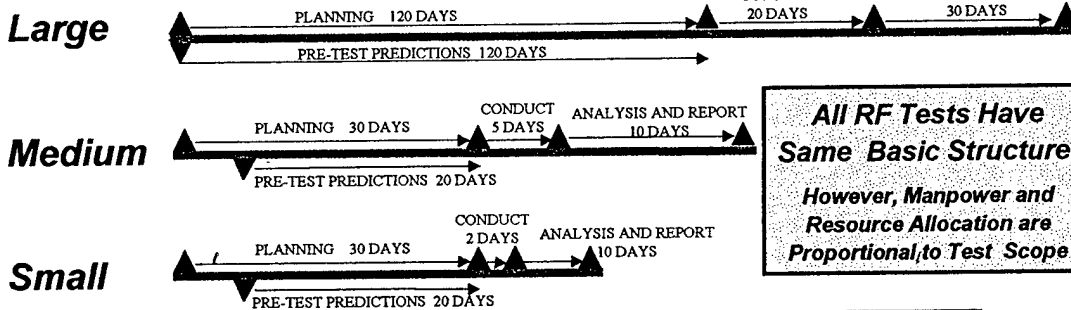 Large
PLANNING 120 DAYS
20 DAYS
30 DAYS
PRE-TEST PREDICTIONS 120 DAYS
Medium
PLANNING 30 DAYS
CONDUCT
5 DAYS
ANALYSIS AND REPORT
10 DAYS
PRE-TEST PREDICTIONS 20 DAYS
Small
PLANNING 30 DAYS
CONDUCT
2 DAYS
ANALYSIS AND REPORT
10 DAYS
PRE-TEST PREDICTIONS 20 DAYS
All RF Tests Have
Same Basic Structure
However, Manpower and
Resource Allocation are
Proportional to Test Scope